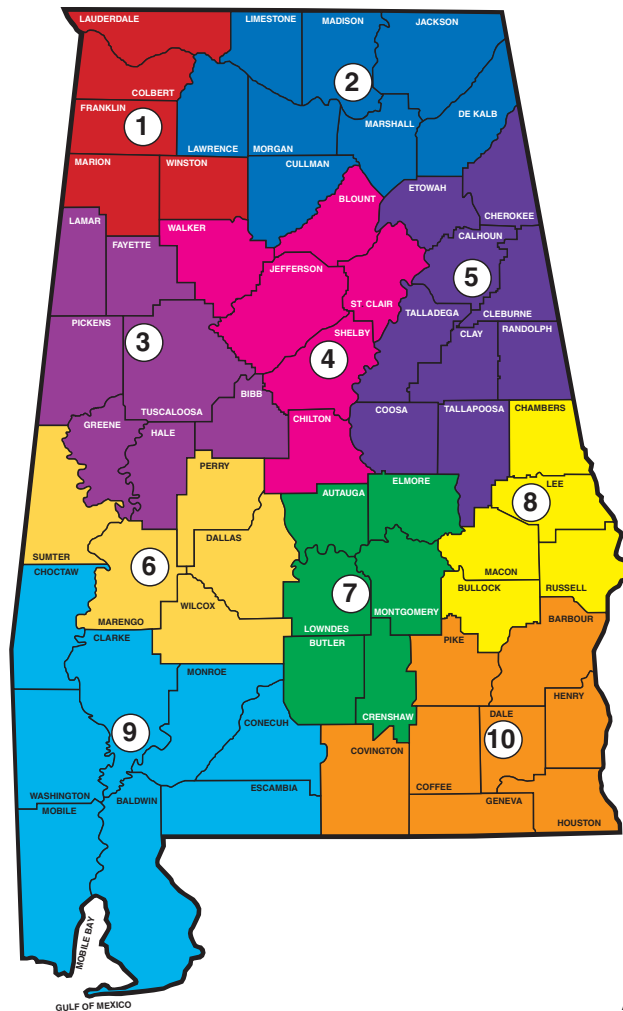 LAUDERDALE
LIMESTONE
MADISON
JACKSON
2
COLBERT
FRANKLIN
1
DE KALB
MARSHALL
LAWRENCE
MORGAN
CULLMAN
MARION
WINSTON
ETOWAH
BLOUNT
CHEROKEE
LAMAR
WALKER
CALHOUN
FAYETTE
JEFFERSON
5
ST CLAIR
TALLADEGA
CLEBURNE
PICKENS
3
SHELBY
CLAY
RANDOLPH
4
BIBB
TUSCALOOSA
COOSA
TALLAPOOSA
CHAMBERS
GREENE
HALE
CHILTON
PERRY
ELMORE
LEE
AUTAUGA
8
DALLAS
SUMTER
6
CHOCTAW
MACON
BULLOCK
RUSSELL
7
WILCOX
MONTGOMERY
MARENGO
LOWNDES
BARBOUR
CLARKE
BUTLER
PIKE
MONROE
HENRY
CONECUH
CRENSHAW
DALE
9
10
COVINGTON
WASHINGTON
BALDWIN
ESCAMBIA
COFFEE
GENEVA
MOBILE
HOUSTON
MOBILE BAY
GULF OF MEXICO